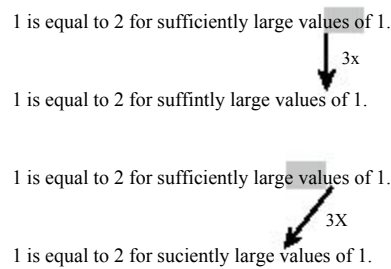 1 is equal to 2 for sufficiently large values of 1.
3x
1 is equal to 2 for suffintly large values of 1.
1 is equal to 2 for sufficiently large values of 1.
3X
1 is equal to 2 for suciently large values of 1.